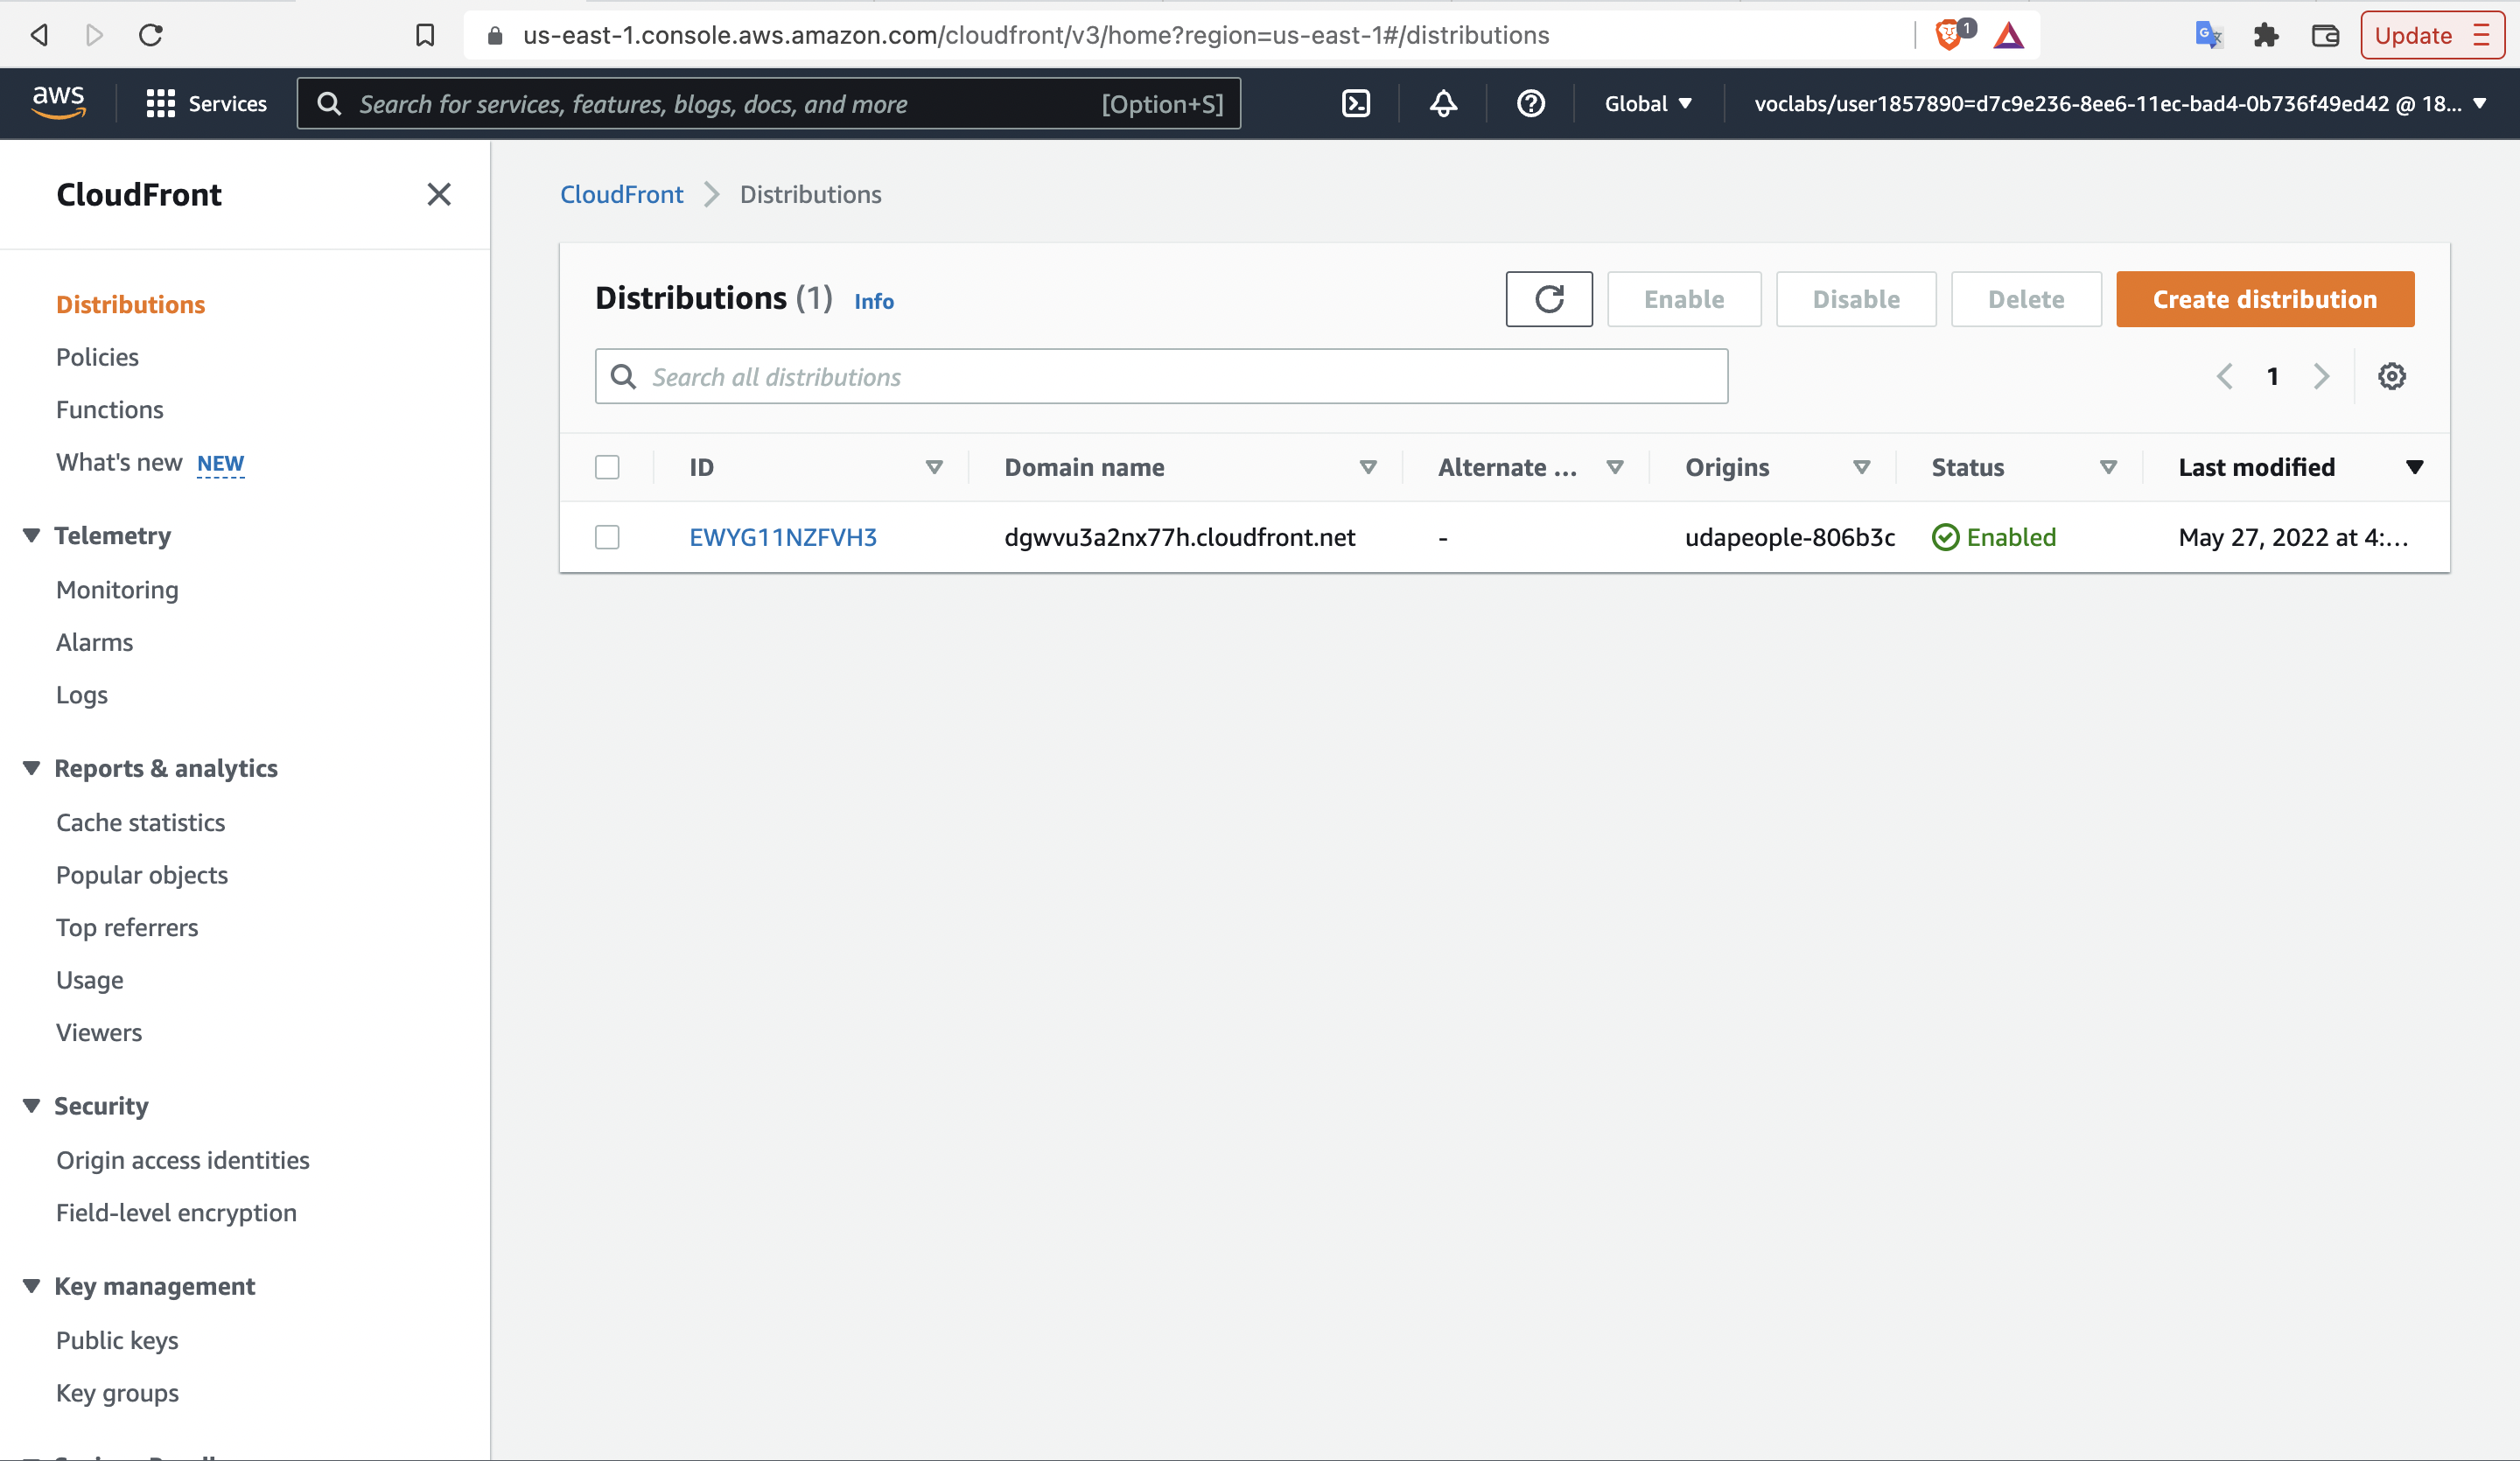 us-east-1.console.aws.amazon.com/cloudfront/v3/home?region=us-east-1#/distributions
1
Update
aws
Services
Search for services, features, blogs, docs, and more
[Option+S]
Global
voclabs/user1857890=d7c9e236-8ee6-11ec-bad4-0b736f49ed42 @ 18...
CloudFront
Distributions
Policies
Functions
What's new NEW
Telemetry
Monitoring
Alarms
Logs
Reports & analytics
Cache statistics
Popular objects
Top referrers
Usage
Viewers
Security
Origin access identities
Field-level encryption
Key management
Public keys
Key groups
CloudFront > Distributions
Distributions (1) Info
Enable
Disable
Delete
Create distribution
Search all distributions
1
ID Domain name Alternate ... Origins Status Last modified
EWYG11NZFVH3 dgwvu3a2nx77h.cloudfront.net - udapeople-806b3c Enabled May 27, 2022 at 4:...